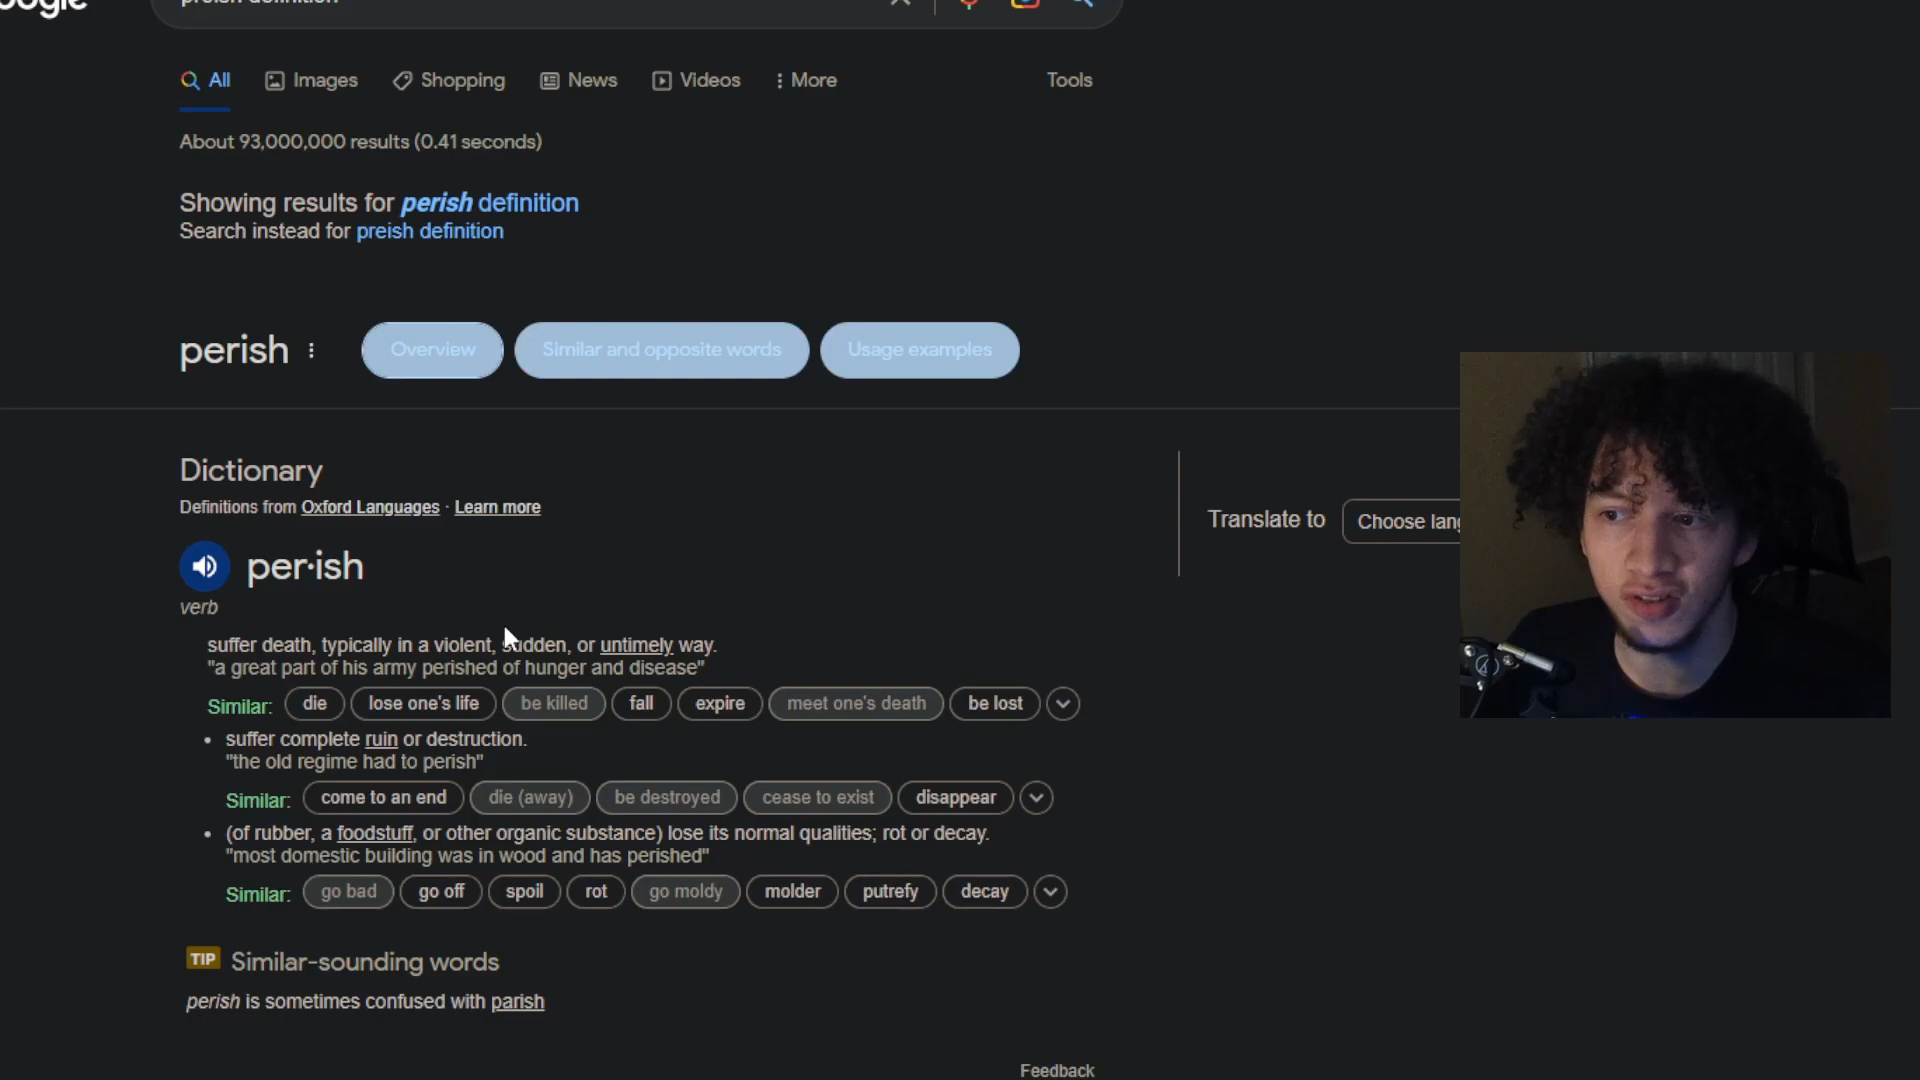 preish definition
All Images Shopping News Videos More Tools
About 93,000,000 results (0.41 seconds)
Showing results for perish definition
Search instead for preish definition
perish Overview Similar and opposite words Usage examples
Dictionary
Definitions from Oxford Languages · Learn more
Translate to Choose lang
per·ish
verb
suffer death, typically in a violent, sudden, or untimely way.
"a great part of his army perished of hunger and disease"
Similar: die lose one's life be killed fall expire meet one's death be lost
• suffer complete ruin or destruction.
"the old regime had to perish"
Similar: come to an end die (away) be destroyed cease to exist disappear
• (of rubber, a foodstuff, or other organic substance) lose its normal qualities; rot or decay.
"most domestic building was in wood and has perished"
Similar: go bad go off spoil rot go moldy molder putrefy decay
TIP Similar-sounding words
perish is sometimes confused with parish
Feedback